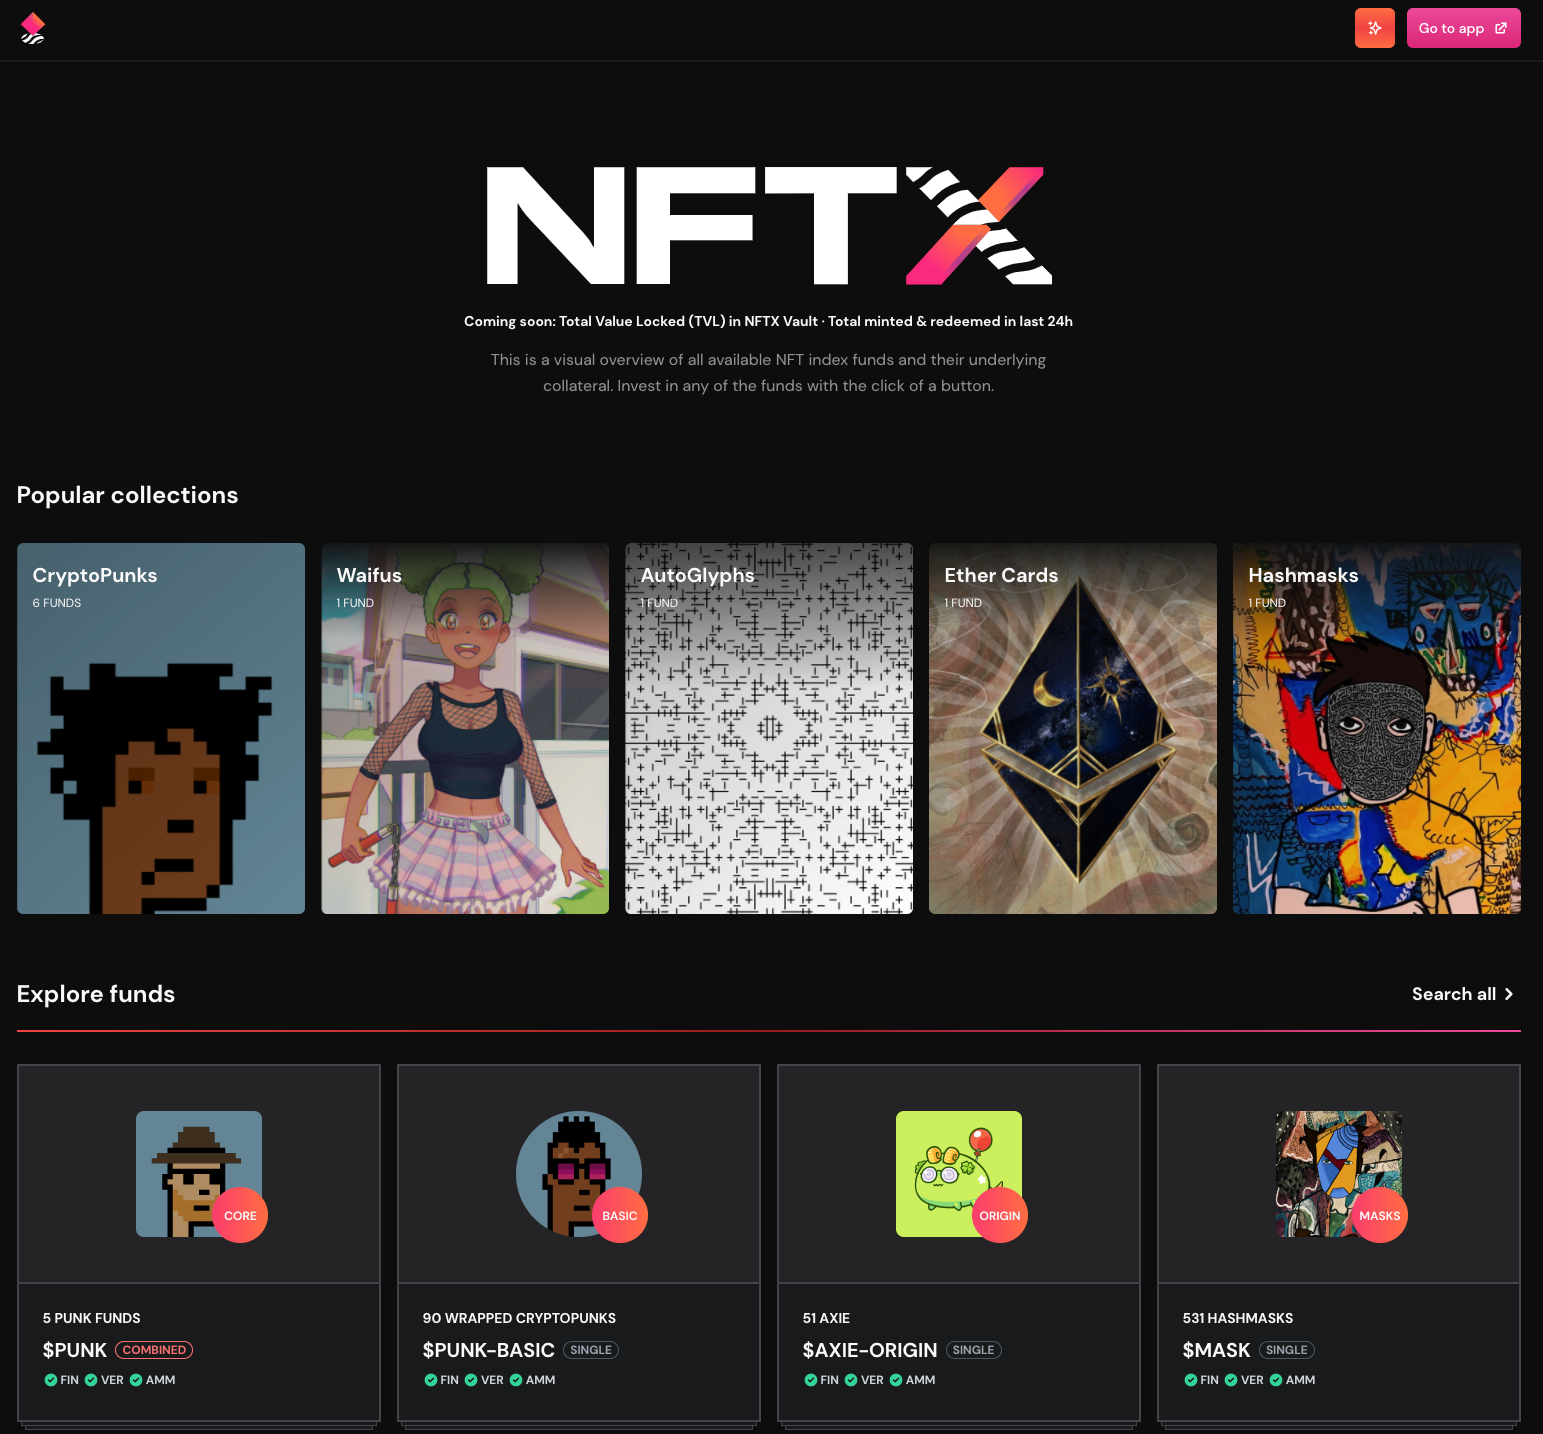 Go to app
NFTX
Coming soon: Total Value Locked (TVL) in NFTX Vault · Total minted & redeemed in last 24h
This is a visual overview of all available NFT index funds and their underlying
collateral. Invest in any of the funds with the click of a button.
Popular collections
CryptoPunks
6 FUNDS
Waifus
1 FUND
AutoGlyphs
1 FUND
Ether Cards
1 FUND
Hashmasks
1 FUND
Explore funds
Search all
CORE
5 PUNK FUNDS
$PUNK COMBINED
FIN VER AMM
BASIC
90 WRAPPED CRYPTOPUNKS
$PUNK-BASIC SINGLE
FIN VER AMM
ORIGIN
51 AXIE
$AXIE-ORIGIN SINGLE
FIN VER AMM
MASKS
531 HASHMASKS
$MASK SINGLE
FIN VER AMM